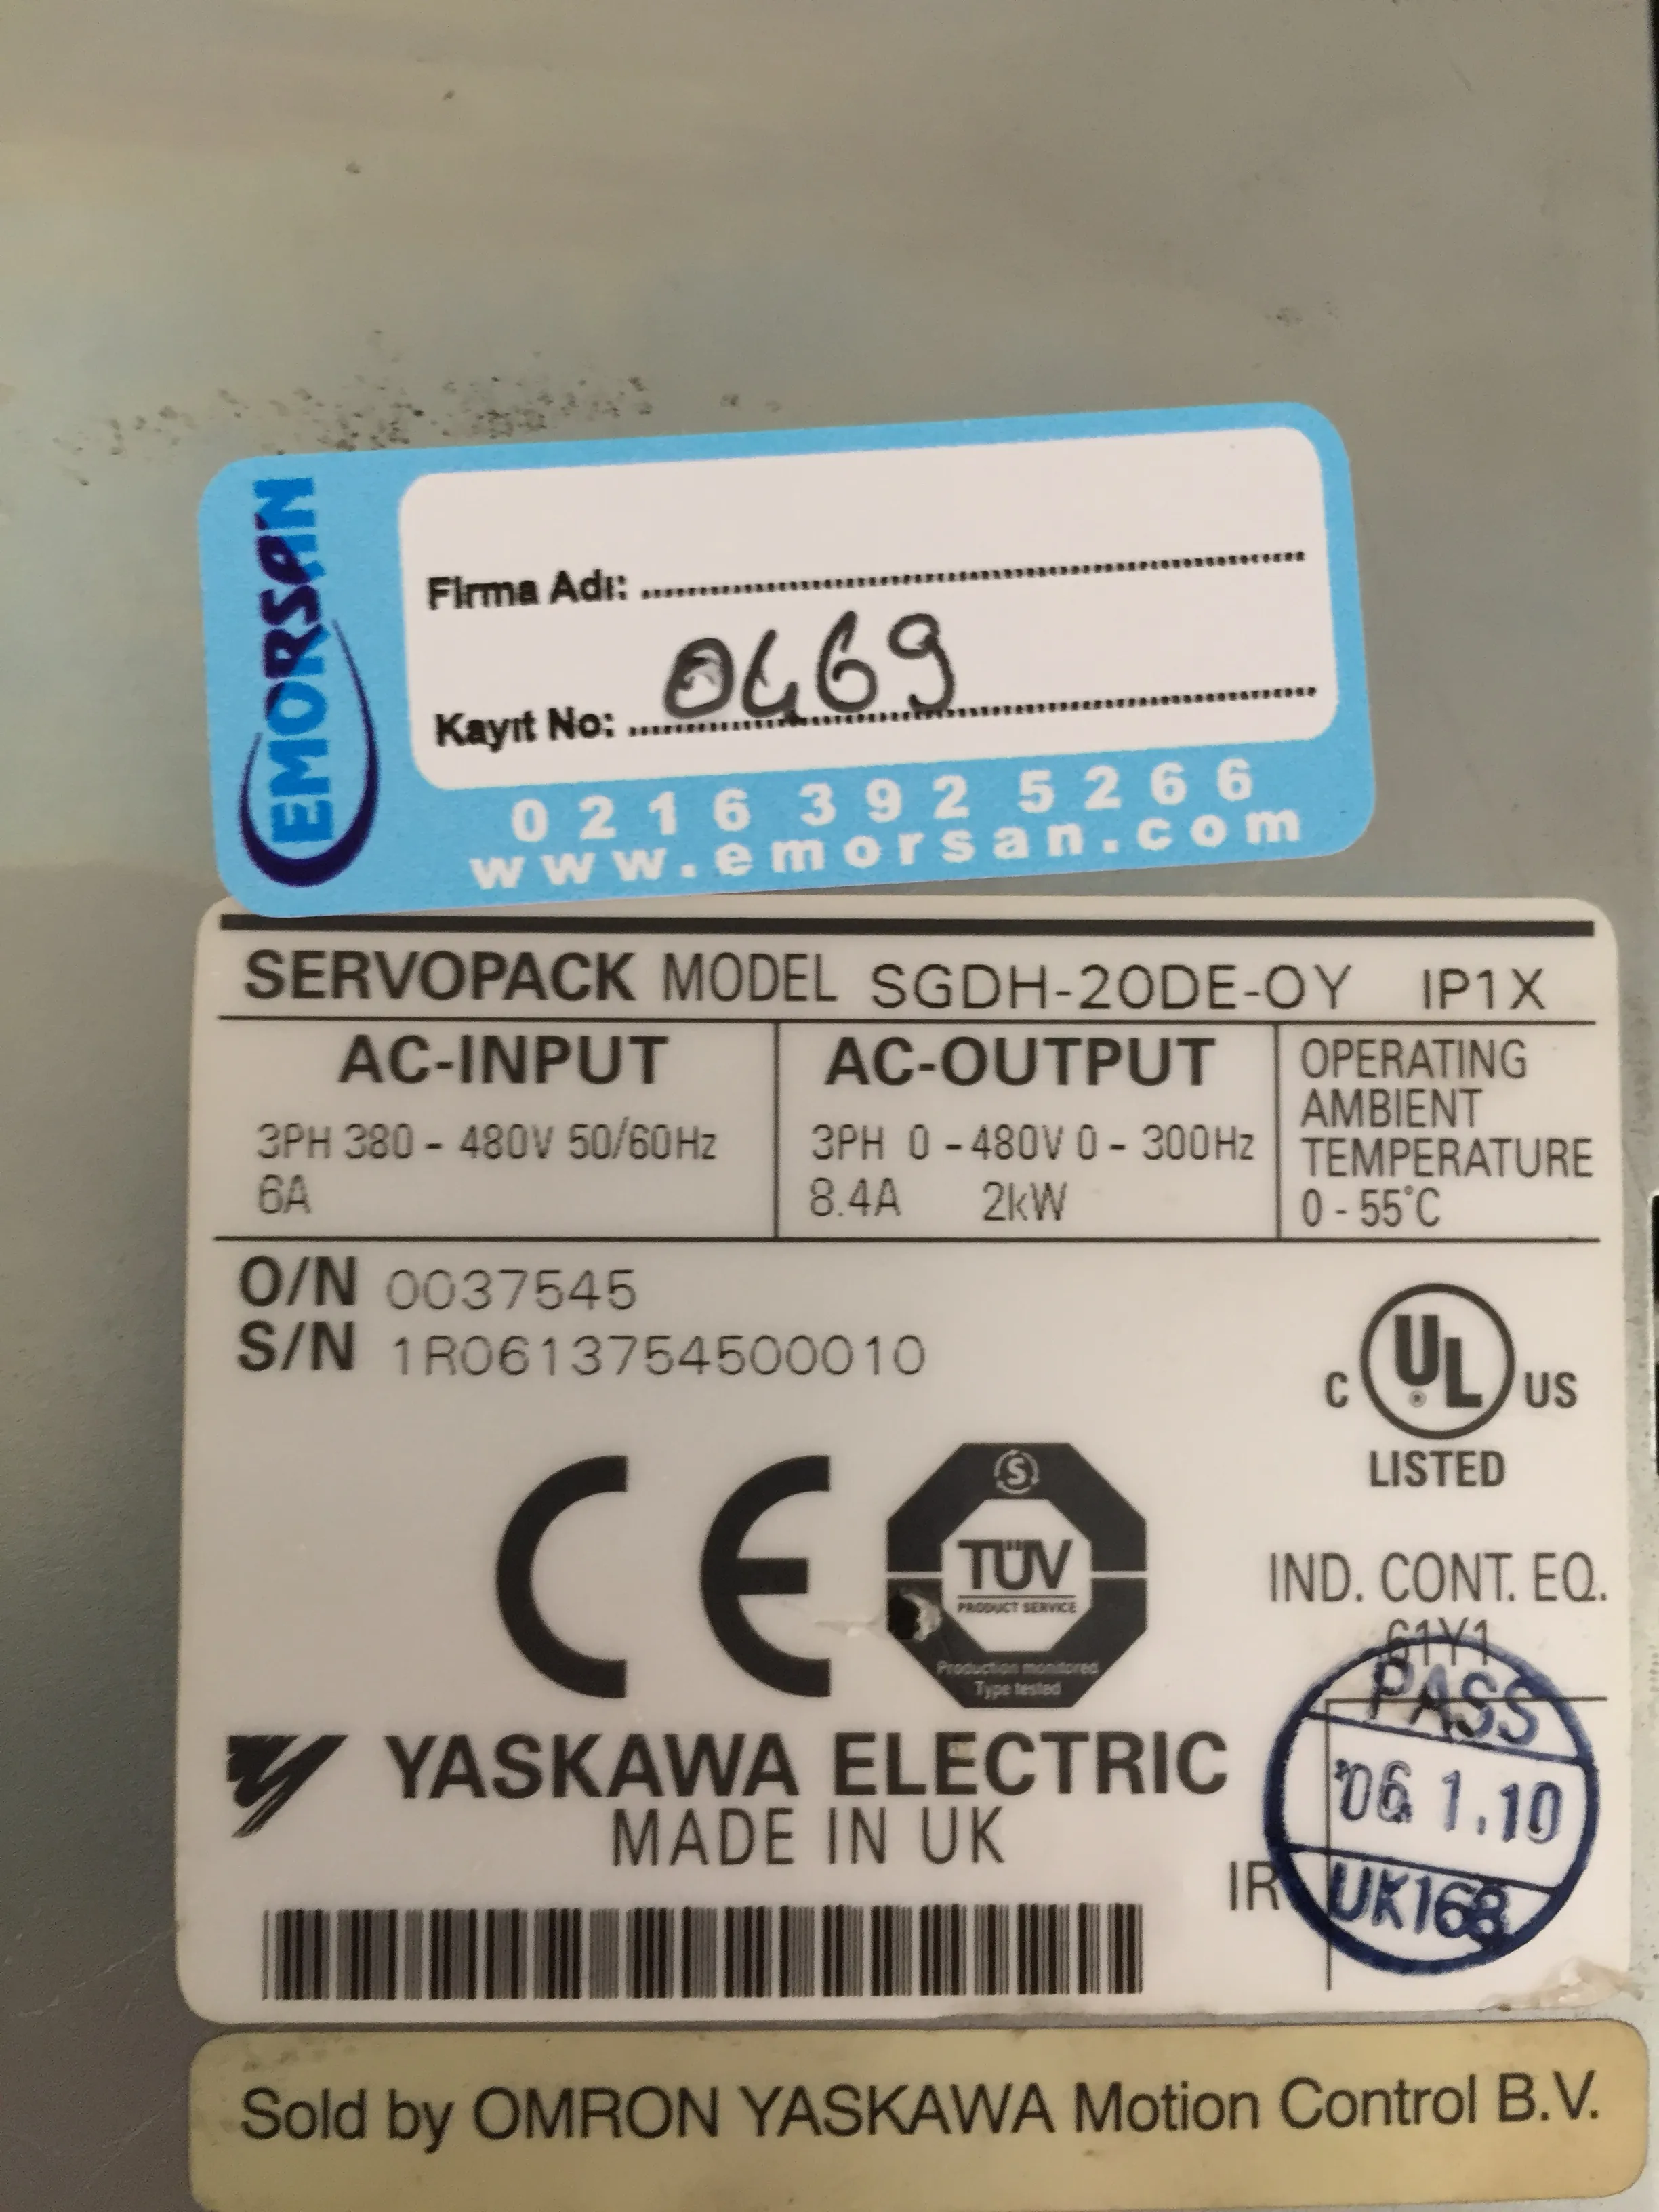 EMORSAN
Firma Adı: ........................................
0469
Kayıt No: ........................................
0216 392 5266
www.emorsan.com
SERVOPACK MODEL SGDH-20DE-OY IP1X
AC-INPUT
3PH 380 - 480V 50/60Hz
6A
AC-OUTPUT
3PH 0 - 480V 0 - 300Hz
8.4A 2kW
OPERATING
AMBIENT
TEMPERATURE
0 - 55°C
O/N 0037545
S/N 1R0613754500010
C UL ® US
LISTED
CE
S
TÜV
PRODUCT SERVICE
Production monitored
Type tested
IND. CONT. EQ.
61Y1
PASS
'06.1.10
UK168
YASKAWA ELECTRIC
MADE IN UK
IR
Sold by OMRON YASKAWA Motion Control B.V.